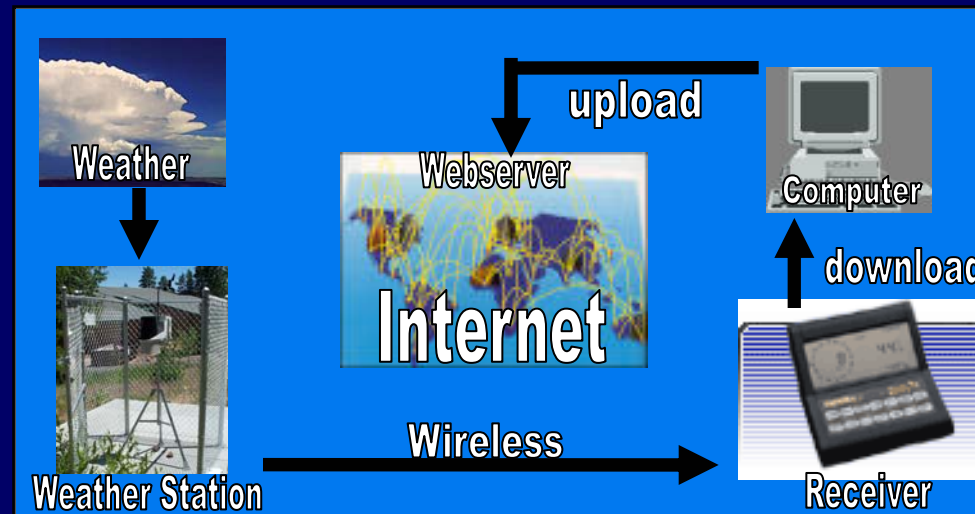 Weather
upload
Webserver
Computer
Internet
download
Wireless
Weather Station
Receiver